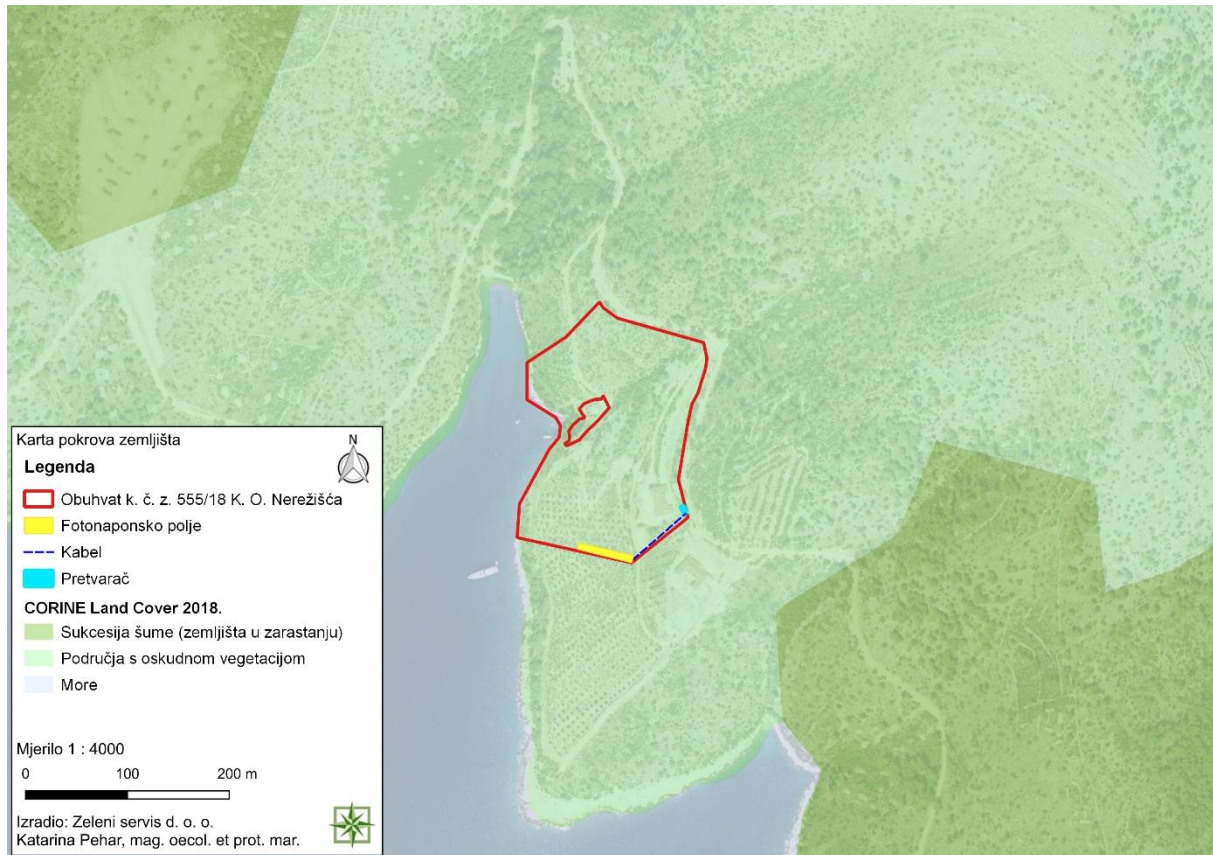 Karta pokrova zemljišta
N
Legenda
Obuhvat k. č. z. 555/18 K. O. Nerežišća
Fotonaponsko polje
Kabel
Pretvarač
CORINE Land Cover 2018.
Sukcesija šume (zemljišta u zarastanju)
Područja s oskudnom vegetacijom
More
Mjerilo 1 : 4000
0 100 200 m
Izradio: Zeleni servis d. o. o.
Katarina Pehar, mag. oecol. et prot. mar.